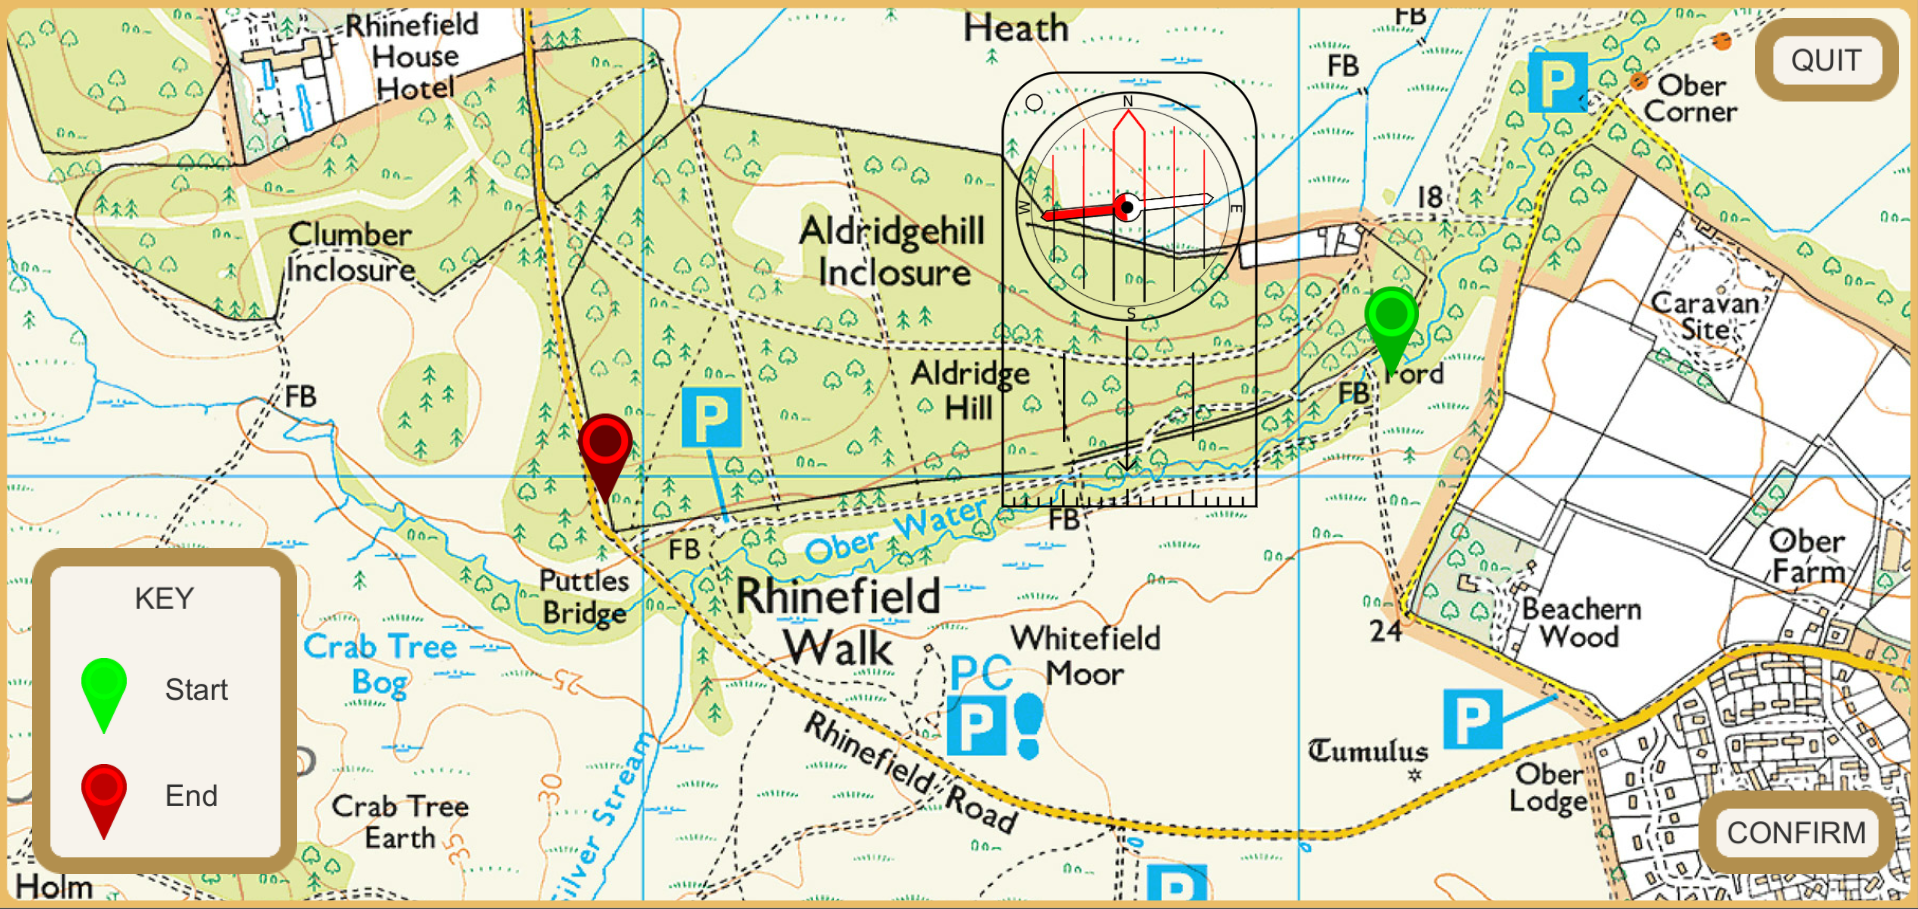 Rhinefield
House
Hotel
Heath
FB
FB
FB
P
Ober
Corner
QUIT
N
W
E
S
18
Clumber
Inclosure
Aldridgehill
Inclosure
Caravan
Site
FB
P
Aldridge
Hill
FB
Ford
FB
Ober Water
FB
Puttles
Bridge
Rhinefield
Walk
Whitefield
Moor
PC
P
Ober
Farm
Beachern
Wood
24
Crab Tree
Bog
25
30
35
Crab Tree
Earth
Silver Stream
Rhinefield Road
Tumulus
P
Ober
Lodge
P
Holm
KEY
Start
End
CONFIRM